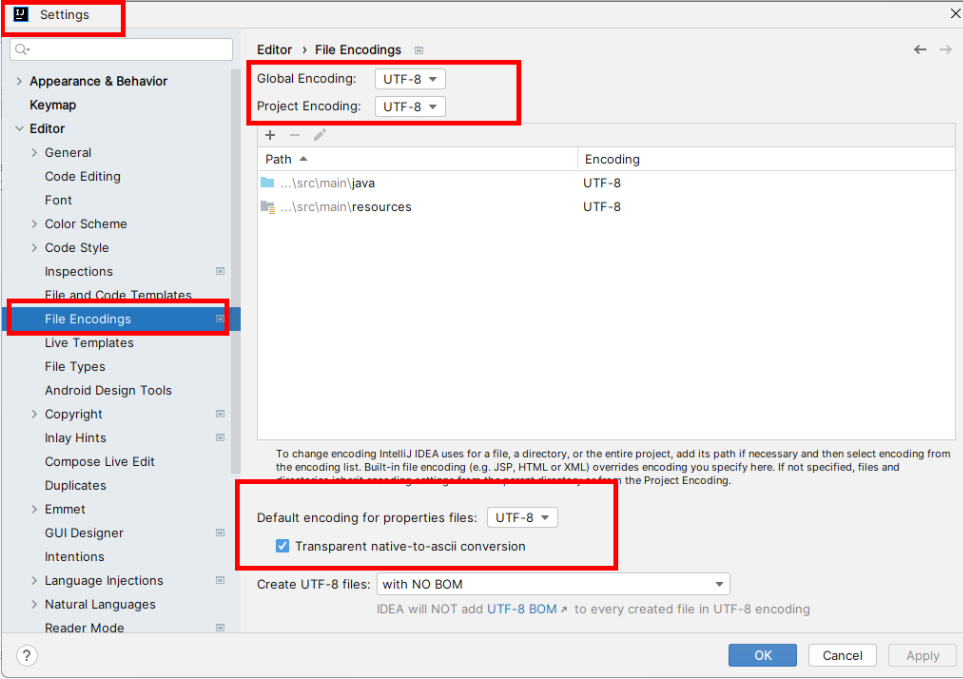 Settings
Editor › File Encodings
Appearance & Behavior
Keymap
Editor
General
Code Editing
Font
Color Scheme
Code Style
Inspections
File and Code Templates
File Encodings
Live Templates
File Types
Android Design Tools
Copyright
Inlay Hints
Compose Live Edit
Duplicates
Emmet
GUI Designer
Intentions
Language Injections
Natural Languages
Reader Mode
Global Encoding: UTF-8
Project Encoding: UTF-8
Path Encoding
...\src\main\java UTF-8
...\src\main\resources UTF-8
To change encoding IntelliJ IDEA uses for a file, a directory, or the entire project, add its path if necessary and then select encoding from
the encoding list. Built-in file encoding (e.g. JSP, HTML or XML) overrides encoding you specify here. If not specified, files and
directories inherit encoding settings from the parent directory or from the Project Encoding.
Default encoding for properties files: UTF-8
Transparent native-to-ascii conversion
Create UTF-8 files: with NO BOM
IDEA will NOT add UTF-8 BOM ↗ to every created file in UTF-8 encoding
?
OK Cancel Apply